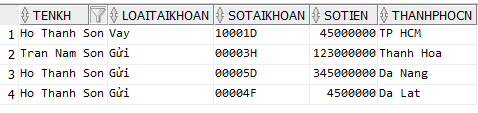 TENKH LOAITAIKHOAN SOTAIKHOAN SOTIEN THANHPHOCN
1 Ho Thanh Son Vay 10001D 45000000 TP HCM
2 Tran Nam Son Gửi 00003H 123000000 Thanh Hoa
3 Ho Thanh Son Gửi 00005D 345000000 Da Nang
4 Ho Thanh Son Gửi 00004F 4500000 Da Lat